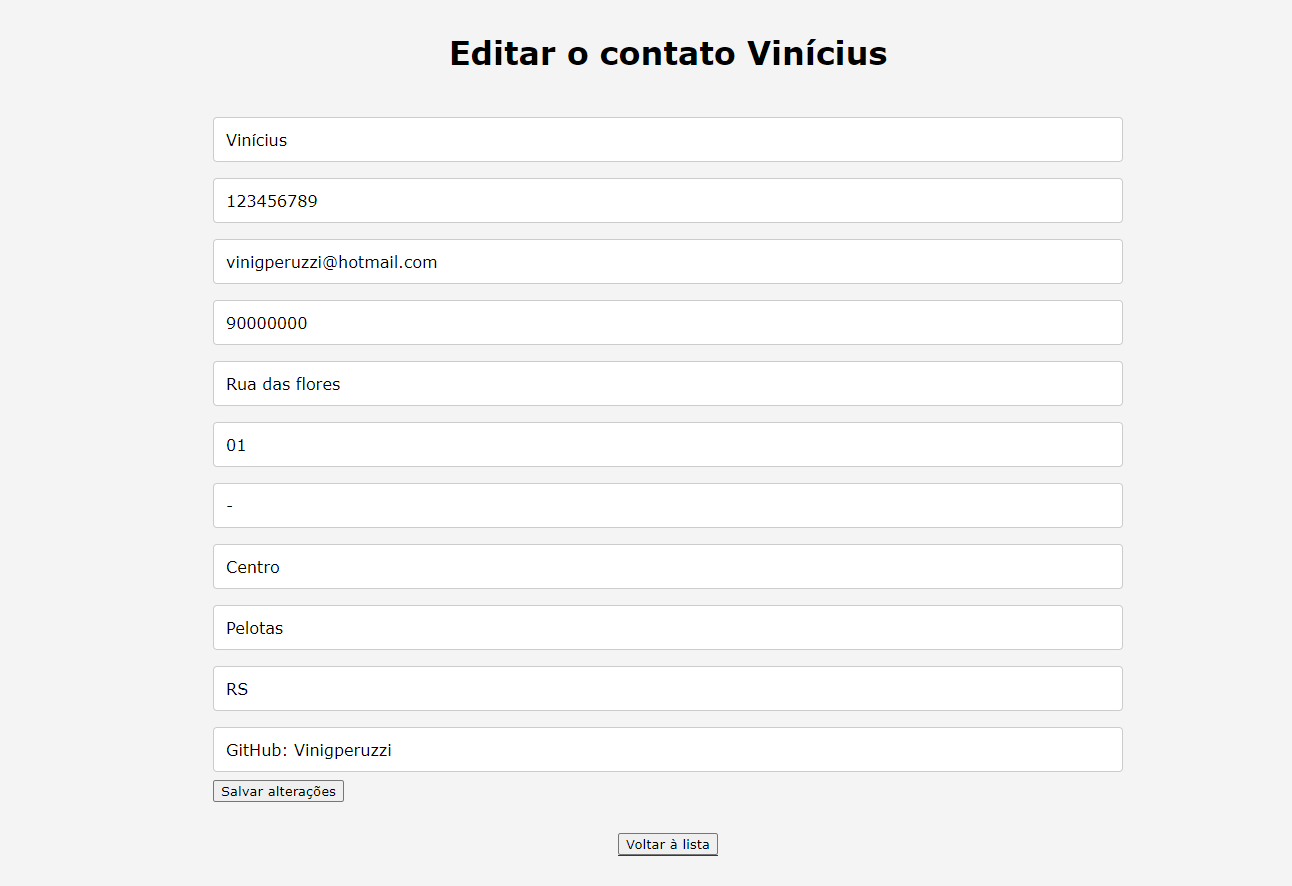 Editar o contato Vinícius
Vinícius
123456789
vinigperuzzi@hotmail.com
90000000
Rua das flores
01
-
Centro
Pelotas
RS
GitHub: Vinigperuzzi
Salvar alterações
Voltar à lista